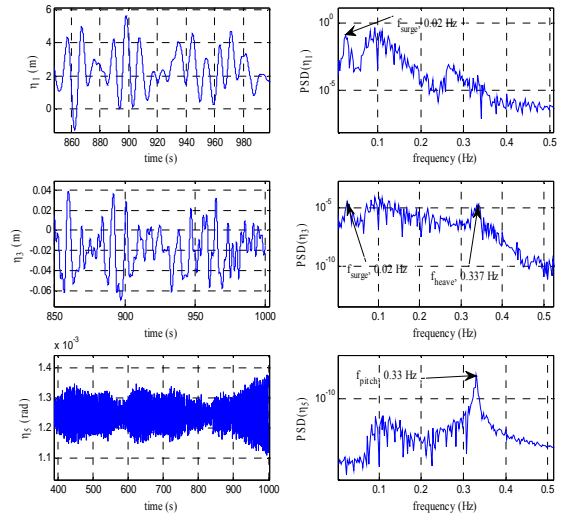 η1 (m)
6
4
2
0
860 880 900 920 940 960 980
time (s)
PSD(η1)
10^0
10^-5
f_surge, 0.02 Hz
0.1 0.2 0.3 0.4 0.5
frequency (Hz)
η3 (m)
0.04
0.02
0
-0.02
-0.04
-0.06
850 900 950 1000
time (s)
PSD(η3)
10^-5
10^-10
f_surge, 0.02 Hz
f_heave, 0.337 Hz
0.1 0.2 0.3 0.4 0.5
frequency (Hz)
x 10^-3
η5 (rad)
1.4
1.3
1.2
1.1
400 500 600 700 800 900 1000
time (s)
PSD(η5)
10^-10
f_pitch, 0.33 Hz
0.1 0.2 0.3 0.4 0.5
frequency (Hz)